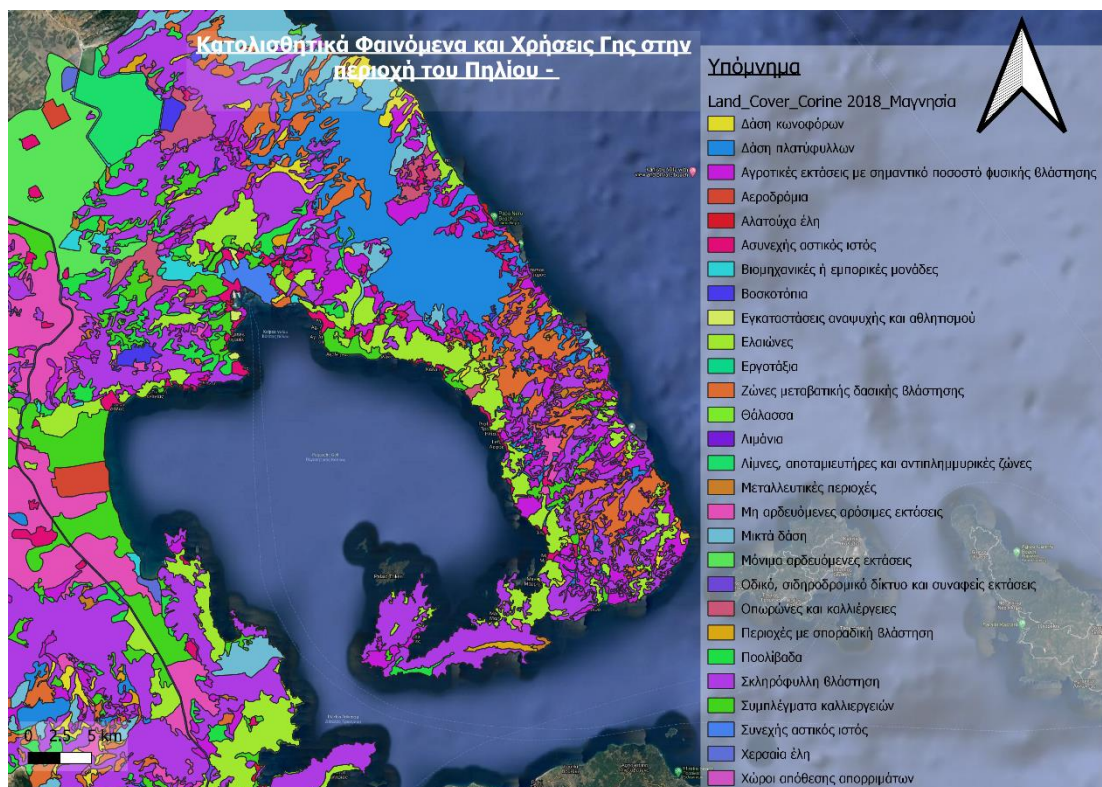 Κατολισθητικά Φαινόμενα και Χρήσεις Γης στην
περιοχή του Πηλίου -
Υπόμνημα
Land_Cover_Corine 2018_Μαγνησία
Δάση κωνοφόρων
Δάση πλατύφυλλων
Αγροτικές εκτάσεις με σημαντικό ποσοστό φυσικής βλάστησης
Αεροδρόμια
Αλατούχα έλη
Ασυνεχής αστικός ιστός
Βιομηχανικές ή εμπορικές μονάδες
Βοσκοτόπια
Εγκαταστάσεις αναψυχής και αθλητισμού
Ελαιώνες
Εργοτάξια
Ζώνες μεταβατικής δασικής βλάστησης
Θάλασσα
Λιμάνια
Λίμνες, αποταμιευτήρες και αντιπλημμυρικές ζώνες
Μεταλλευτικές περιοχές
Μη αρδευόμενες αρόσιμες εκτάσεις
Μικτά δάση
Μόνιμα αρδευόμενες εκτάσεις
Οδικό, σιδηροδρομικό δίκτυο και συναφείς εκτάσεις
Οπωρώνες και καλλιέργειες
Περιοχές με σποραδική βλάστηση
Ποολίβαδα
Σκληρόφυλλη βλάστηση
Συμπλέγματα καλλιεργειών
Συνεχής αστικός ιστός
Χερσαία έλη
Χώροι απόθεσης απορριμάτων
0 2.5 5 km